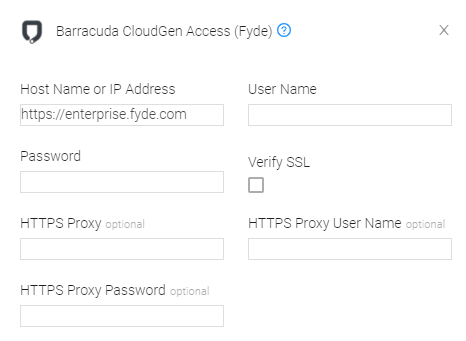 Barracuda CloudGen Access (Fyde) ? X
Host Name or IP Address User Name
https://enterprise.fyde.com
Password Verify SSL
HTTPS Proxy optional HTTPS Proxy User Name optional
HTTPS Proxy Password optional